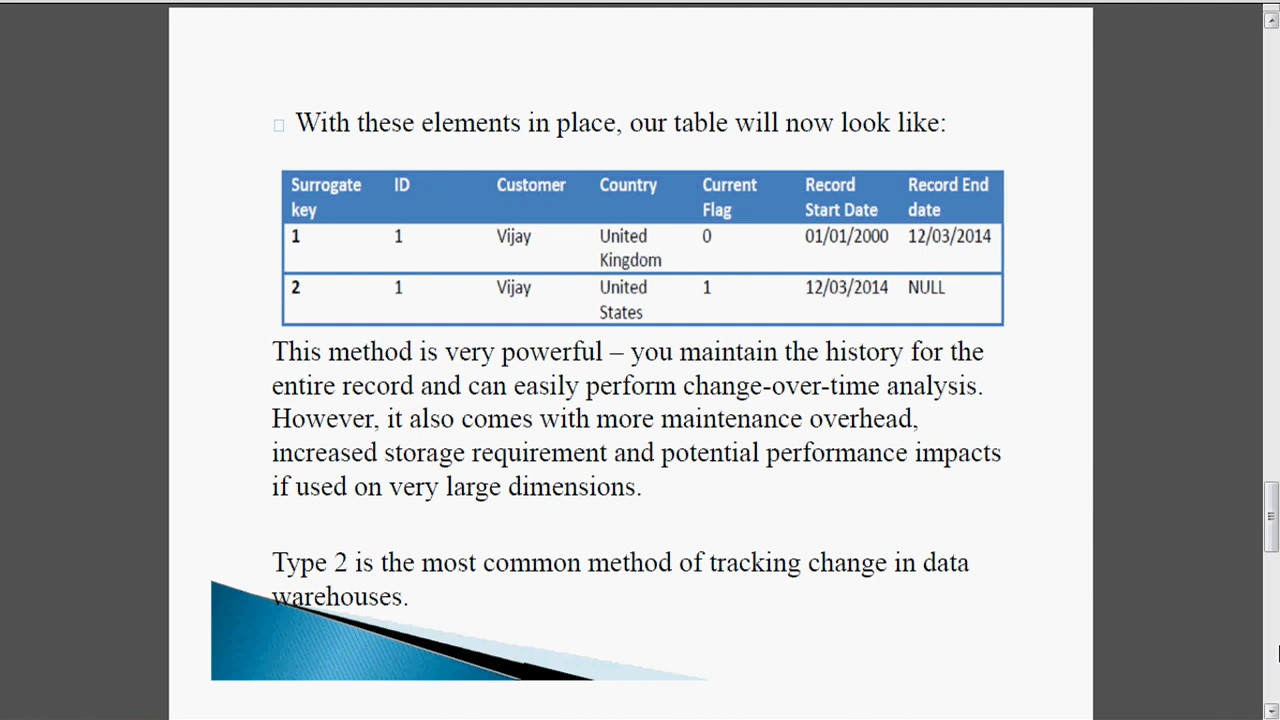 With these elements in place, our table will now look like:
Surrogate key ID Customer Country Current Flag Record Start Date Record End date
1 1 Vijay United Kingdom 0 01/01/2000 12/03/2014
2 1 Vijay United States 1 12/03/2014 NULL
This method is very powerful – you maintain the history for the
entire record and can easily perform change-over-time analysis.
However, it also comes with more maintenance overhead,
increased storage requirement and potential performance impacts
if used on very large dimensions.
Type 2 is the most common method of tracking change in data
warehouses.